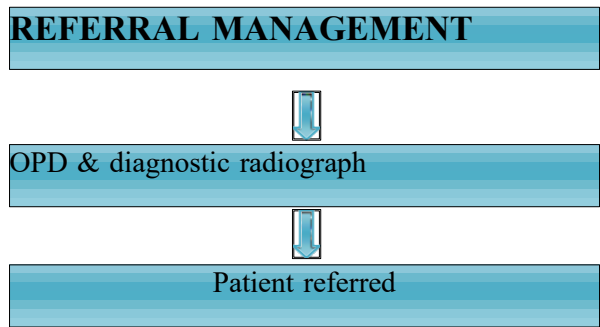 REFERRAL MANAGEMENT
OPD & diagnostic radiograph
Patient referred